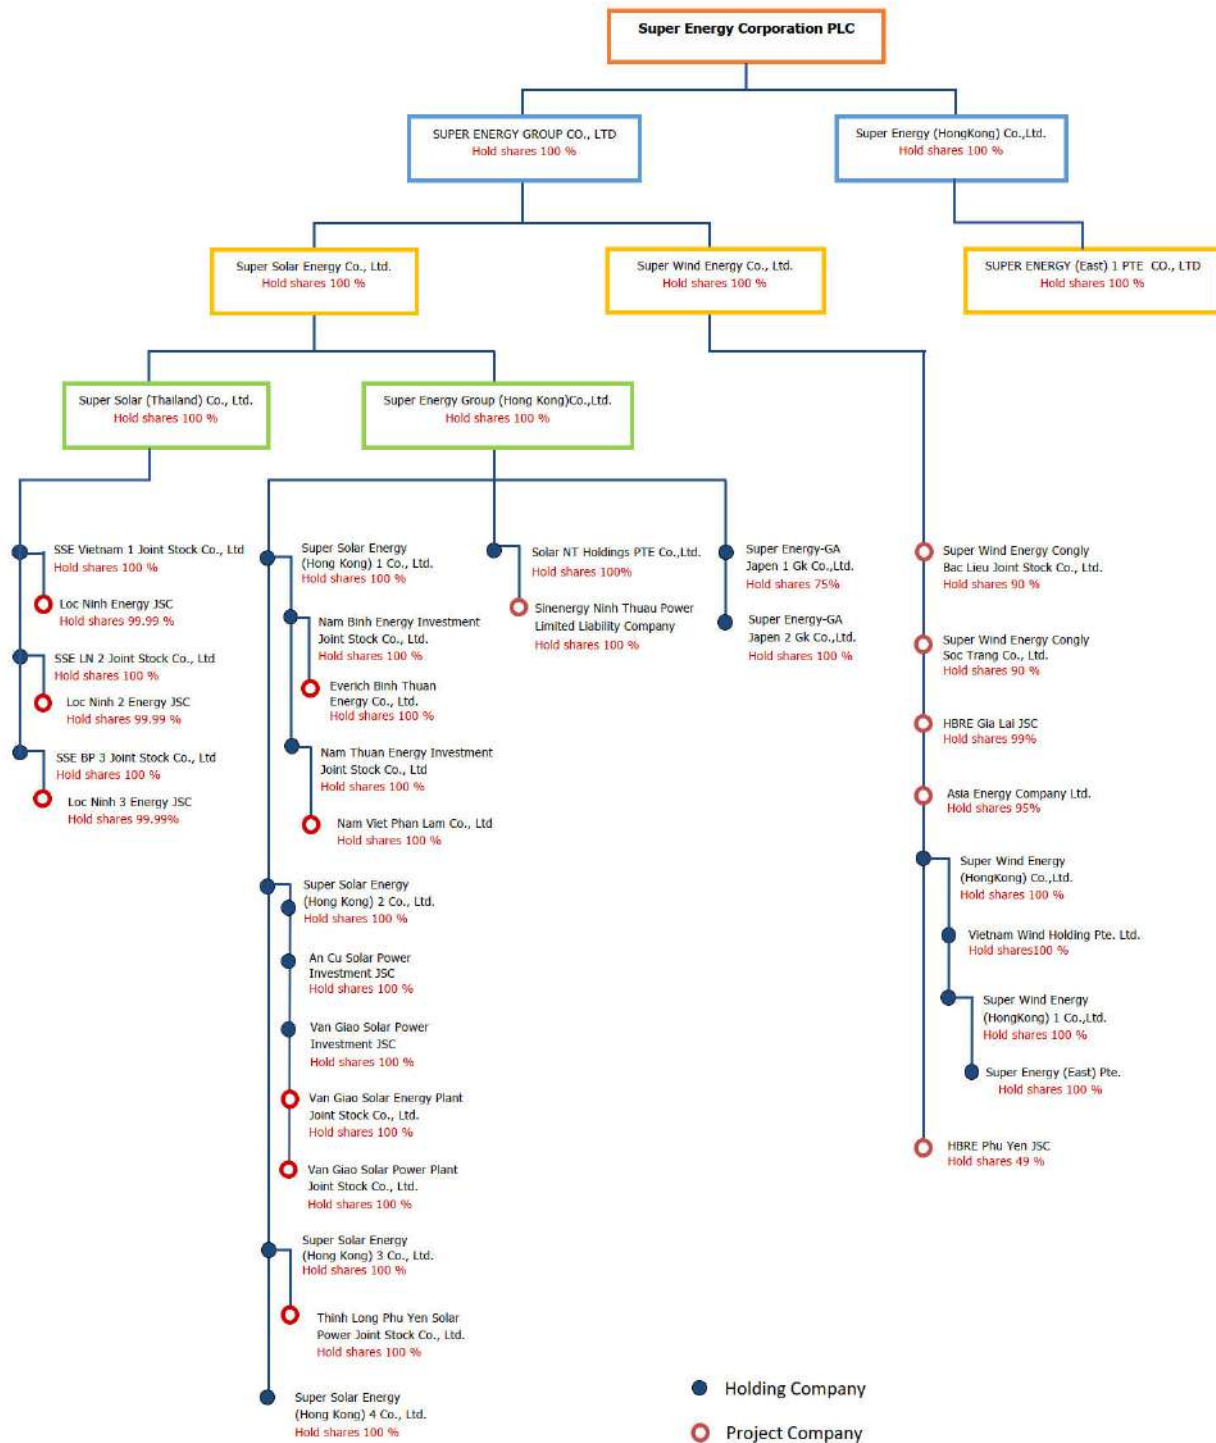 Super Energy Corporation PLC
SUPER ENERGY GROUP CO., LTD
Hold shares 100 %
Super Energy (HongKong) Co.,Ltd.
Hold shares 100 %
Super Solar Energy Co., Ltd.
Hold shares 100 %
Super Wind Energy Co., Ltd.
Hold shares 100 %
SUPER ENERGY (East) 1 PTE CO., LTD
Hold shares 100 %
Super Solar (Thailand) Co., Ltd.
Hold shares 100 %
Super Energy Group (Hong Kong)Co.,Ltd.
Hold shares 100 %
SSE Vietnam 1 Joint Stock Co., Ltd
Hold shares 100 %
Loc Ninh Energy JSC
Hold shares 99.99 %
SSE LN 2 Joint Stock Co., Ltd
Hold shares 100 %
Loc Ninh 2 Energy JSC
Hold shares 99.99 %
SSE BP 3 Joint Stock Co., Ltd
Hold shares 100 %
Loc Ninh 3 Energy JSC
Hold shares 99.99%
Super Solar Energy
(Hong Kong) 1 Co., Ltd.
Hold shares 100 %
Nam Binh Energy Investment
Joint Stock Co., Ltd.
Hold shares 100 %
Everich Binh Thuan
Energy Co., Ltd.
Hold shares 100 %
Nam Thuan Energy Investment
Joint Stock Co., Ltd
Hold shares 100 %
Nam Viet Phan Lam Co., Ltd
Hold shares 100 %
Super Solar Energy
(Hong Kong) 2 Co., Ltd.
Hold shares 100 %
An Cu Solar Power
Investment JSC
Hold shares 100 %
Van Giao Solar Power
Investment JSC
Hold shares 100 %
Van Giao Solar Energy Plant
Joint Stock Co., Ltd.
Hold shares 100 %
Van Giao Solar Power Plant
Joint Stock Co., Ltd.
Hold shares 100 %
Super Solar Energy
(Hong Kong) 3 Co., Ltd.
Hold shares 100 %
Thinh Long Phu Yen Solar
Power Joint Stock Co., Ltd.
Hold shares 100 %
Super Solar Energy
(Hong Kong) 4 Co., Ltd.
Hold shares 100 %
Solar NT Holdings PTE Co.,Ltd.
Hold shares 100%
Sinenergy Ninh Thuau Power
Limited Liability Company
Hold shares 100 %
Super Energy-GA
Japen 1 Gk Co.,Ltd.
Hold shares 75%
Super Energy-GA
Japen 2 Gk Co.,Ltd.
Hold shares 100 %
Super Wind Energy Congly
Bac Lieu Joint Stock Co., Ltd.
Hold shares 90 %
Super Wind Energy Congly
Soc Trang Co., Ltd.
Hold shares 90 %
HBRE Gia Lai JSC
Hold shares 99%
Asia Energy Company Ltd.
Hold shares 95%
Super Wind Energy
(HongKong) Co.,Ltd.
Hold shares 100 %
Vietnam Wind Holding Pte. Ltd.
Hold shares100 %
Super Wind Energy
(HongKong) 1 Co.,Ltd.
Hold shares 100 %
Super Energy (East) Pte.
Hold shares 100 %
HBRE Phu Yen JSC
Hold shares 49 %
Holding Company
Project Company